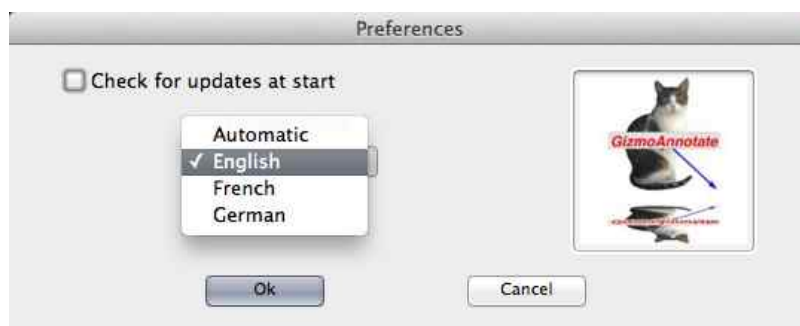 Preferences
Check for updates at start
Automatic
✓ English
French
German
GizmoAnnotate
Ok
Cancel